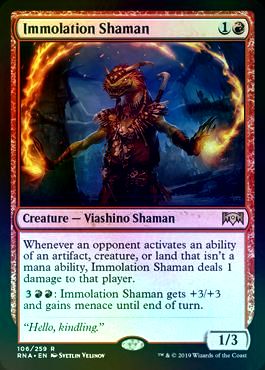 Immolation Shaman 1
Creature — Viashino Shaman
Whenever an opponent activates an ability
of an artifact, creature, or land that isn't a
mana ability, Immolation Shaman deals 1
damage to that player.
3: Immolation Shaman gets +3/+3
and gains menace until end of turn.
"Hello, kindling."
1/3
106/259 R
RNA • EN Svetlin Velinov
™ & © 2019 Wizards of the Coast